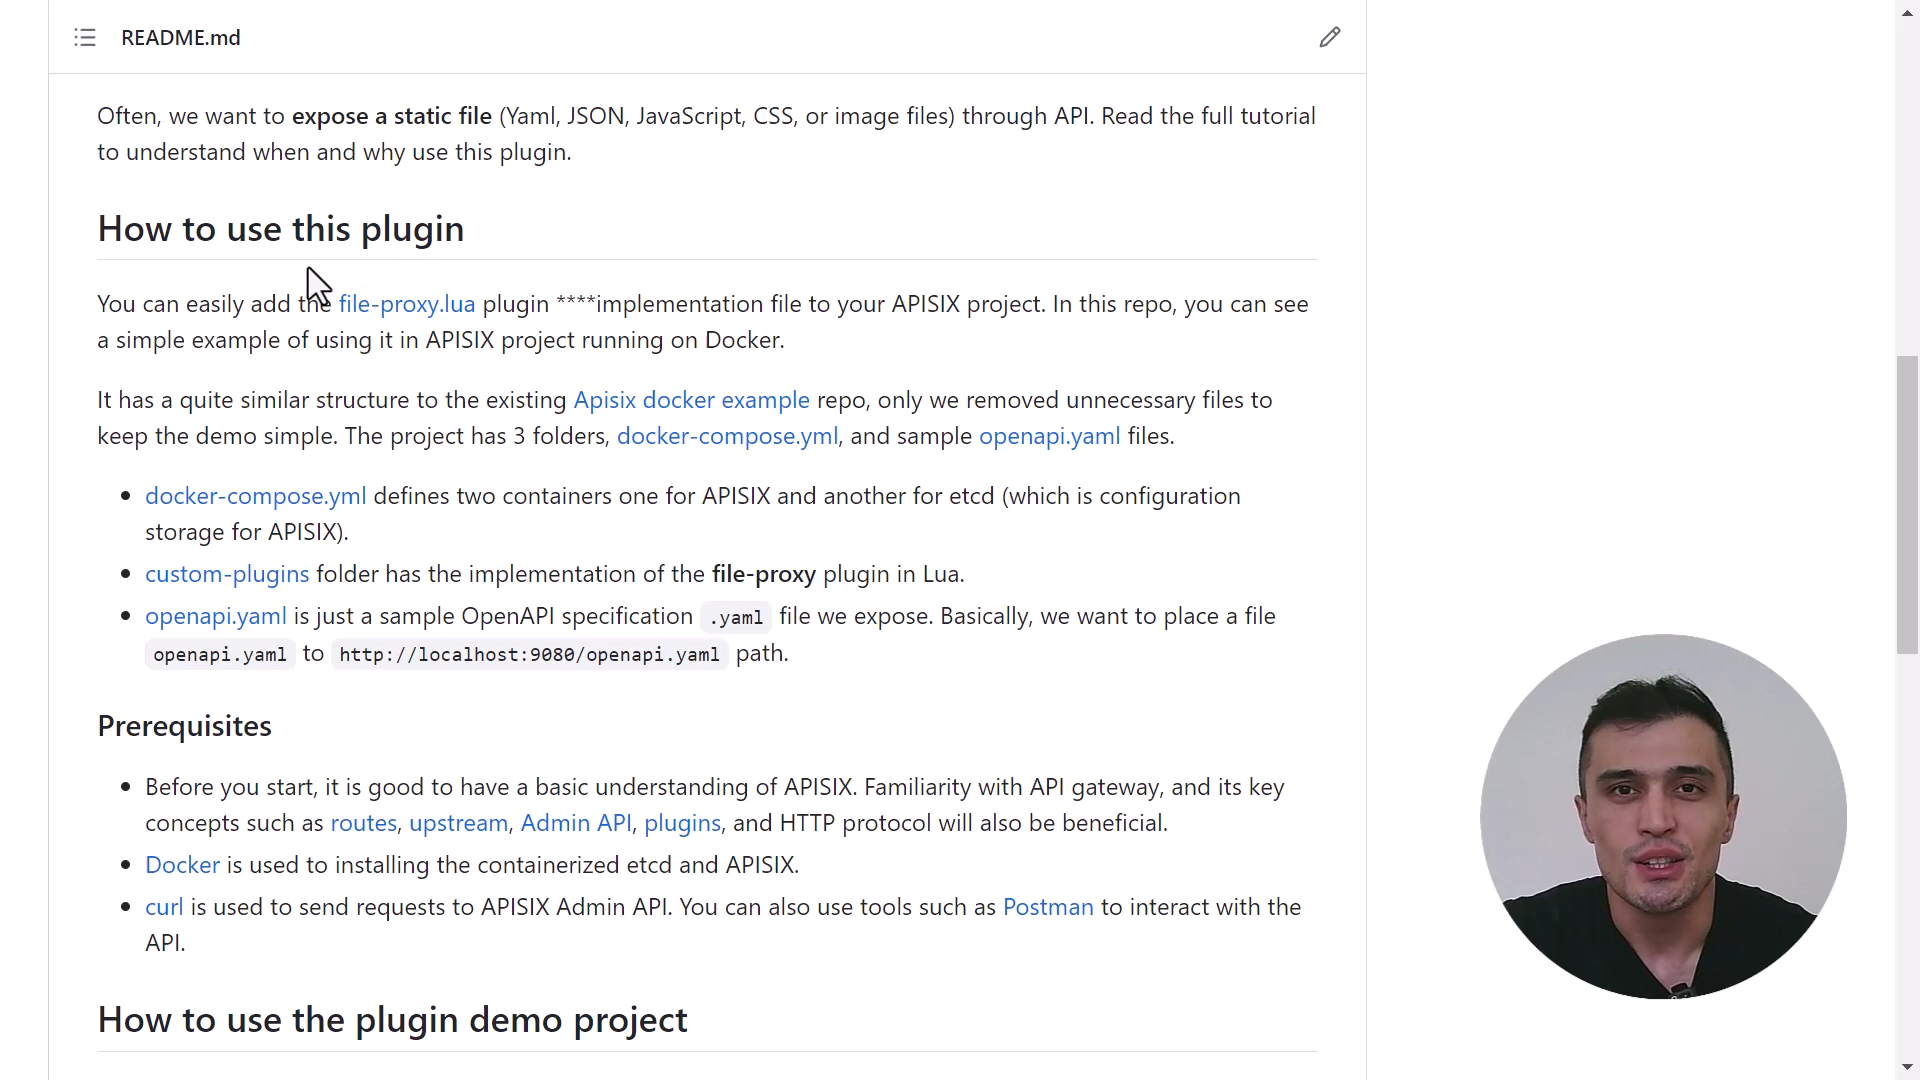 README.md
Often, we want to expose a static file (Yaml, JSON, JavaScript, CSS, or image files) through API. Read the full tutorial
to understand when and why use this plugin.
How to use this plugin
You can easily add the file-proxy.lua plugin ****implementation file to your APISIX project. In this repo, you can see
a simple example of using it in APISIX project running on Docker.
It has a quite similar structure to the existing Apisix docker example repo, only we removed unnecessary files to
keep the demo simple. The project has 3 folders, docker-compose.yml, and sample openapi.yaml files.
docker-compose.yml defines two containers one for APISIX and another for etcd (which is configuration
storage for APISIX).
custom-plugins folder has the implementation of the file-proxy plugin in Lua.
openapi.yaml is just a sample OpenAPI specification .yaml file we expose. Basically, we want to place a file
openapi.yaml to http://localhost:9080/openapi.yaml path.
Prerequisites
Before you start, it is good to have a basic understanding of APISIX. Familiarity with API gateway, and its key
concepts such as routes, upstream, Admin API, plugins, and HTTP protocol will also be beneficial.
Docker is used to installing the containerized etcd and APISIX.
curl is used to send requests to APISIX Admin API. You can also use tools such as Postman to interact with the
API.
How to use the plugin demo project